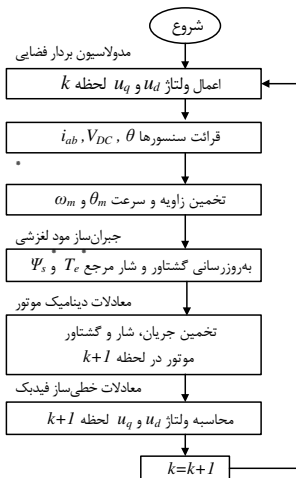 شروع
مدولاسیون بردار فضایی
اعمال ولتاژ u_d و u_q لحظه k
قرائت سنسورها i_ab , V_DC , θ
تخمین زاویه و سرعت θ_m و ω_m
جبران‌ساز مود لغزشی
به‌روزرسانی گشتاور و شار مرجع T_e* و Ψ_s*
معادلات دینامیک موتور
تخمین جریان، شار و گشتاور
موتور در لحظه k+1
معادلات خطی‌ساز فیدبک
محاسبه ولتاژ u_d و u_q لحظه k+1
k=k+1